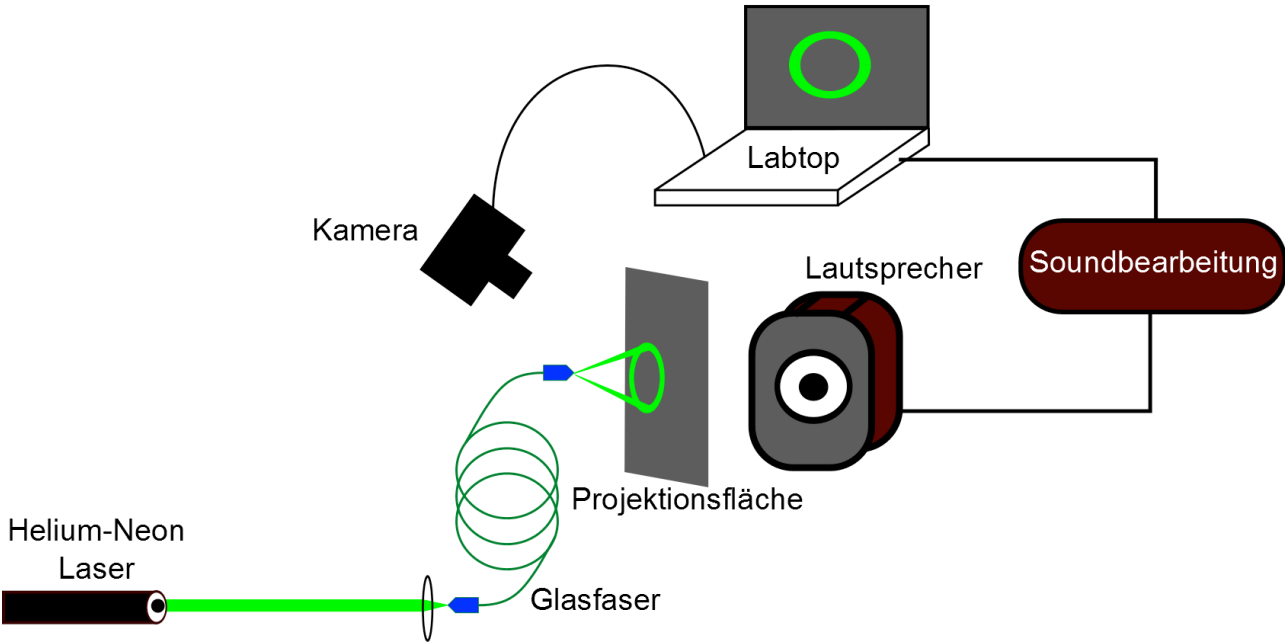 Labtop
Kamera
Soundbearbeitung
Lautsprecher
Projektionsfläche
Helium-Neon
Laser
Glasfaser